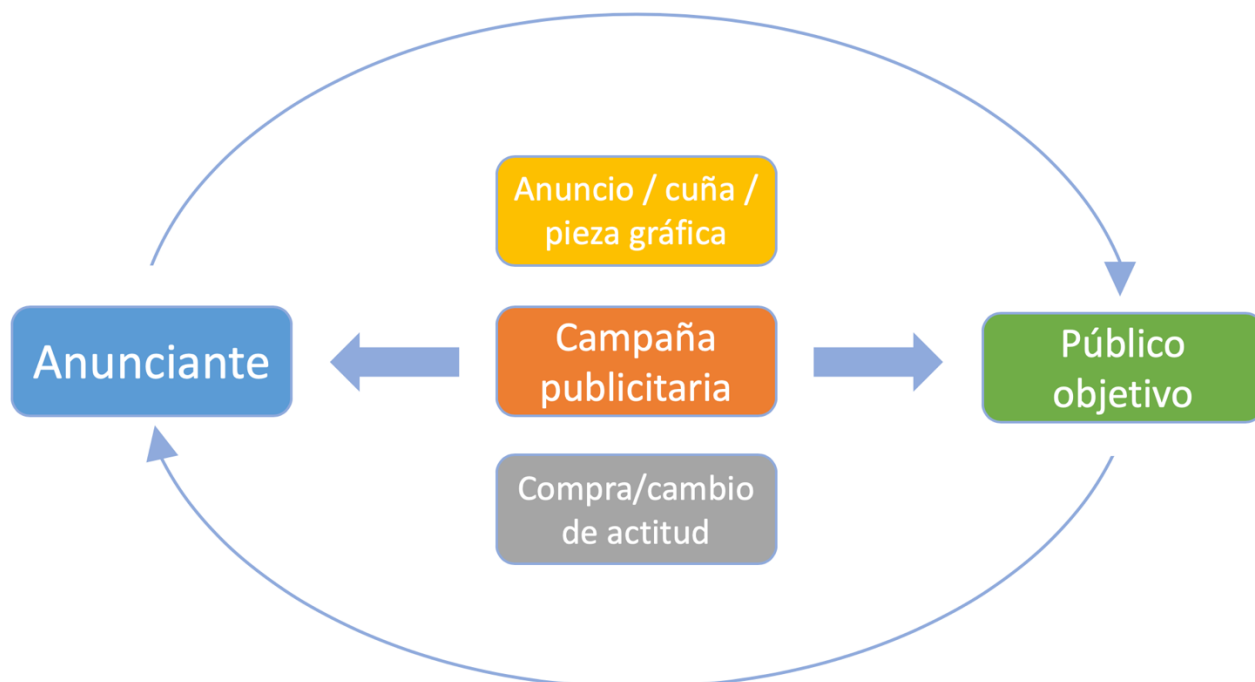 Anuncio / cuña /
pieza gráfica
Anunciante
Campaña
publicitaria
Público
objetivo
Compra/cambio
de actitud